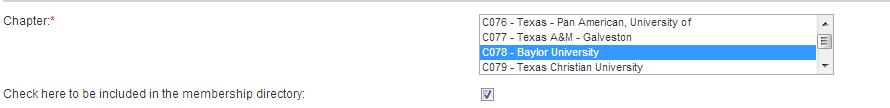 Chapter:*
C076 - Texas - Pan American, University of
C077 - Texas A&M - Galveston
C078 - Baylor University
C079 - Texas Christian University
Check here to be included in the membership directory: